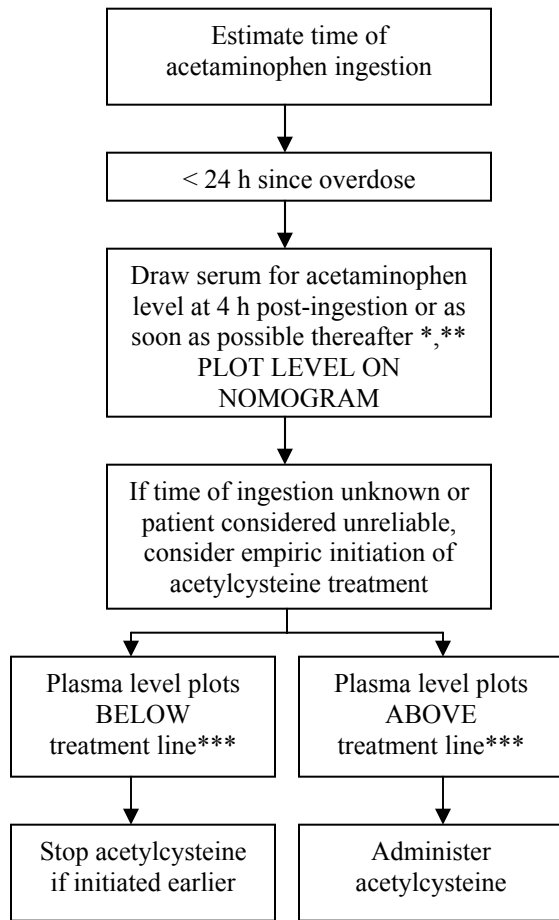 Estimate time of
acetaminophen ingestion
< 24 h since overdose
Draw serum for acetaminophen
level at 4 h post-ingestion or as
soon as possible thereafter *,**
PLOT LEVEL ON
NOMOGRAM
If time of ingestion unknown or
patient considered unreliable,
consider empiric initiation of
acetylcysteine treatment
Plasma level plots
BELOW
treatment line***
Plasma level plots
ABOVE
treatment line***
Stop acetylcysteine
if initiated earlier
Administer
acetylcysteine